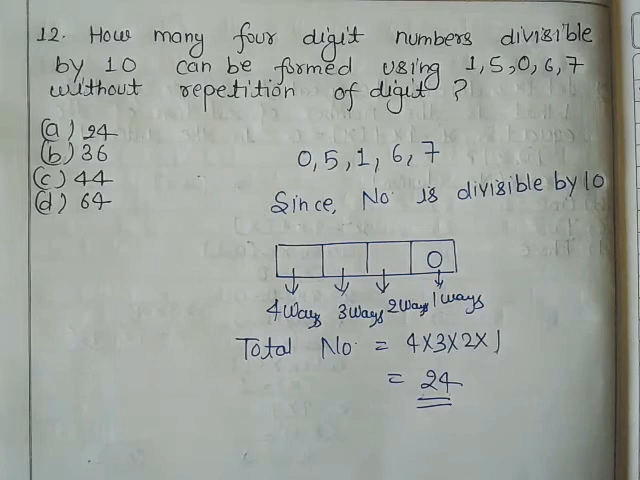 12. How many four digit numbers divisible
by 10 can be formed using 1,5,0,6,7
without repetition of digit ?
(a) 24
(b) 36
(c) 44
(d) 64
0, 5, 1, 6, 7
Since, No. is divisible by 10
0
4 ways 3 ways 2 ways 1 ways
Total No. = 4×3×2×1
= 24